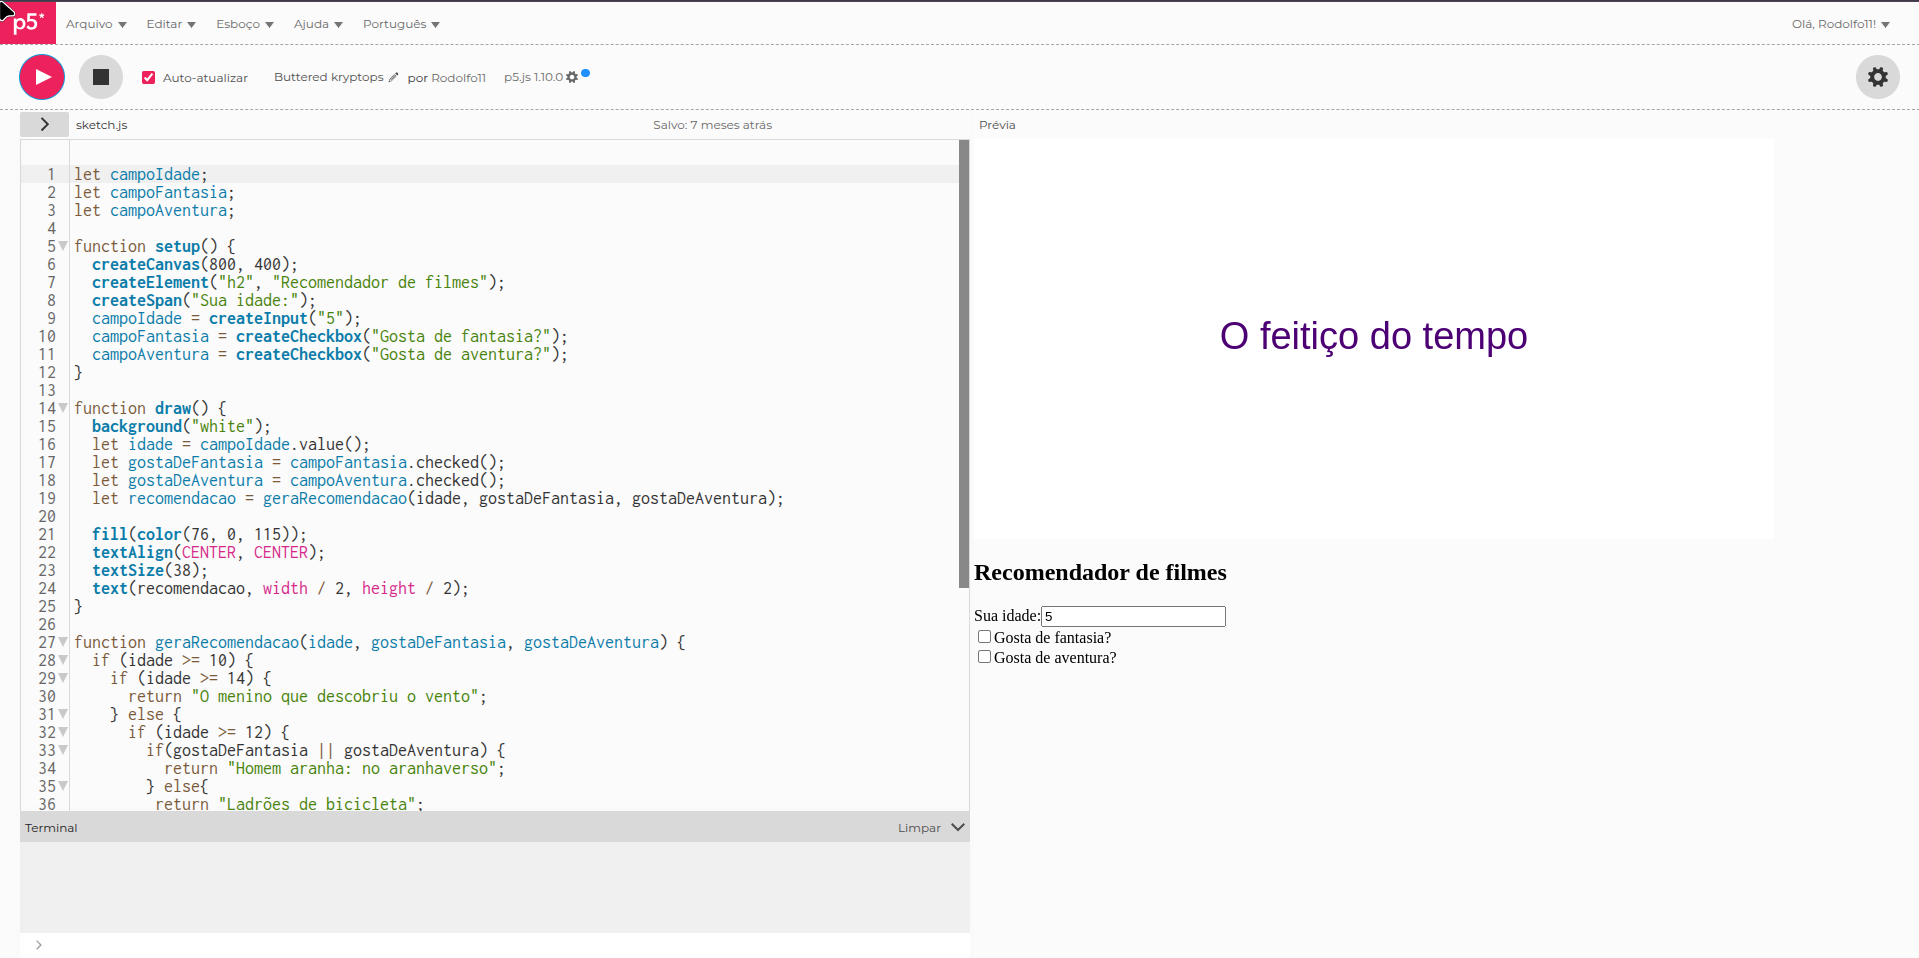 p5*
Arquivo Editar Esboço Ajuda Português Olá, Rodolfo11!
Auto-atualizar Buttered kryptops por Rodolfo11 p5.js 1.10.0
sketch.js Salvo: 7 meses atrás Prévia
1 let campoIdade;
2 let campoFantasia;
3 let campoAventura;
4
5 function setup() {
6   createCanvas(800, 400);
7   createElement("h2", "Recomendador de filmes");
8   createSpan("Sua idade:");
9   campoIdade = createInput("5");
10   campoFantasia = createCheckbox("Gosta de fantasia?");
11   campoAventura = createCheckbox("Gosta de aventura?");
12 }
13
14 function draw() {
15   background("white");
16   let idade = campoIdade.value();
17   let gostaDeFantasia = campoFantasia.checked();
18   let gostaDeAventura = campoAventura.checked();
19   let recomendacao = geraRecomendacao(idade, gostaDeFantasia, gostaDeAventura);
20
21   fill(color(76, 0, 115));
22   textAlign(CENTER, CENTER);
23   textSize(38);
24   text(recomendacao, width / 2, height / 2);
25 }
26
27 function geraRecomendacao(idade, gostaDeFantasia, gostaDeAventura) {
28   if (idade >= 10) {
29     if (idade >= 14) {
30       return "O menino que descobriu o vento";
31     } else {
32       if (idade >= 12) {
33         if(gostaDeFantasia || gostaDeAventura) {
34           return "Homem aranha: no aranhaverso";
35         } else{
36          return "Ladrões de bicicleta";
Terminal Limpar
>
O feitiço do tempo
Recomendador de filmes
Sua idade:5
Gosta de fantasia?
Gosta de aventura?